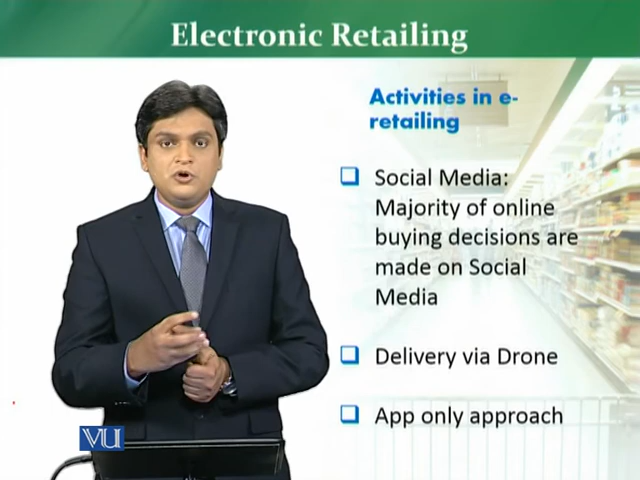 Electronic Retailing
Activities in e-
retailing
Social Media:
Majority of online
buying decisions are
made on Social
Media
Delivery via Drone
App only approach
VU